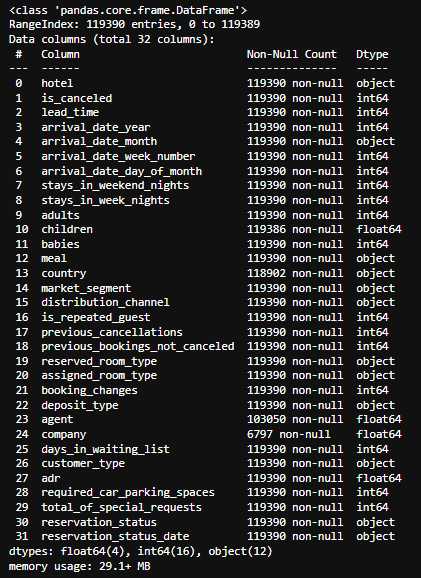 <class 'pandas.core.frame.DataFrame'>
RangeIndex: 119390 entries, 0 to 119389
Data columns (total 32 columns):
 #   Column                          Non-Null Count   Dtype
---  ------                          --------------   -----
 0   hotel                           119390 non-null  object
 1   is_canceled                     119390 non-null  int64
 2   lead_time                       119390 non-null  int64
 3   arrival_date_year               119390 non-null  int64
 4   arrival_date_month              119390 non-null  object
 5   arrival_date_week_number        119390 non-null  int64
 6   arrival_date_day_of_month       119390 non-null  int64
 7   stays_in_weekend_nights         119390 non-null  int64
 8   stays_in_week_nights            119390 non-null  int64
 9   adults                          119390 non-null  int64
 10  children                        119386 non-null  float64
 11  babies                          119390 non-null  int64
 12  meal                            119390 non-null  object
 13  country                         118902 non-null  object
 14  market_segment                  119390 non-null  object
 15  distribution_channel            119390 non-null  object
 16  is_repeated_guest               119390 non-null  int64
 17  previous_cancellations          119390 non-null  int64
 18  previous_bookings_not_canceled  119390 non-null  int64
 19  reserved_room_type              119390 non-null  object
 20  assigned_room_type              119390 non-null  object
 21  booking_changes                 119390 non-null  int64
 22  deposit_type                    119390 non-null  object
 23  agent                           103050 non-null  float64
 24  company                         6797 non-null    float64
 25  days_in_waiting_list            119390 non-null  int64
 26  customer_type                   119390 non-null  object
 27  adr                             119390 non-null  float64
 28  required_car_parking_spaces     119390 non-null  int64
 29  total_of_special_requests       119390 non-null  int64
 30  reservation_status              119390 non-null  object
 31  reservation_status_date         119390 non-null  object
dtypes: float64(4), int64(16), object(12)
memory usage: 29.1+ MB